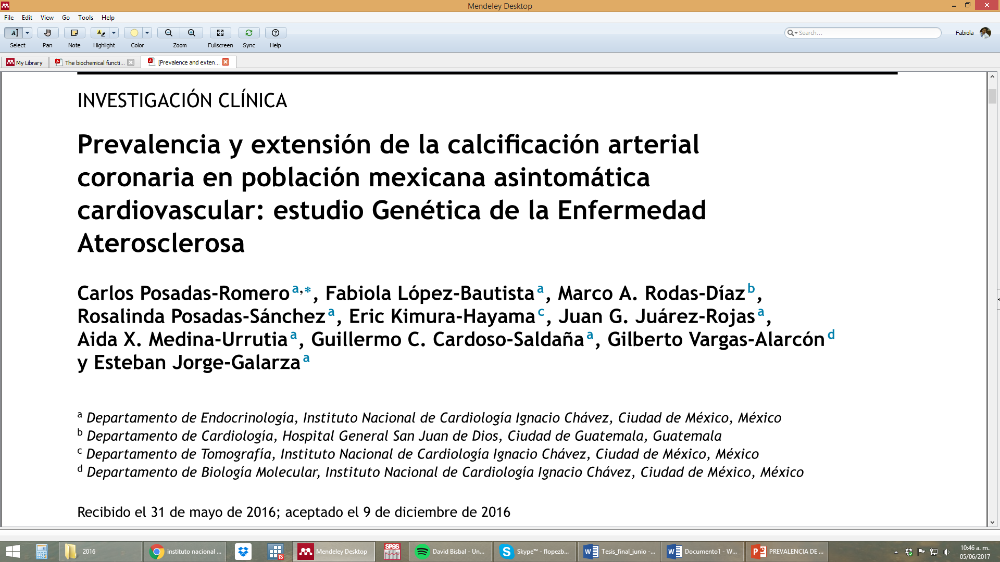 Mendeley Desktop
File Edit View Go Tools Help
Search...
Fabiola
Select Pan Note Highlight Color Zoom Fullscreen Sync Help
My Library
The biochemical functi...
[Prevalence and exten...
INVESTIGACIÓN CLÍNICA
Prevalencia y extensión de la calcificación arterial
coronaria en población mexicana asintomática
cardiovascular: estudio Genética de la Enfermedad
Aterosclerosa
Carlos Posadas-Romero a,*, Fabiola López-Bautista a, Marco A. Rodas-Díaz b,
Rosalinda Posadas-Sánchez a, Eric Kimura-Hayama c, Juan G. Juárez-Rojas a,
Aida X. Medina-Urrutia a, Guillermo C. Cardoso-Saldaña a, Gilberto Vargas-Alarcón d
y Esteban Jorge-Galarza a
a Departamento de Endocrinología, Instituto Nacional de Cardiología Ignacio Chávez, Ciudad de México, México
b Departamento de Cardiología, Hospital General San Juan de Dios, Ciudad de Guatemala, Guatemala
c Departamento de Tomografía, Instituto Nacional de Cardiología Ignacio Chávez, Ciudad de México, México
d Departamento de Biología Molecular, Instituto Nacional de Cardiología Ignacio Chávez, Ciudad de México, México
Recibido el 31 de mayo de 2016; aceptado el 9 de diciembre de 2016
2016
instituto nacional ...
13
Mendeley Desktop
SPSS
David Bisbal - Un...
Skype™ - flopezb...
Tesis_final_junio -...
Documento1 - W...
PREVALENCIA DE ...
10:46 a. m.
05/06/2017